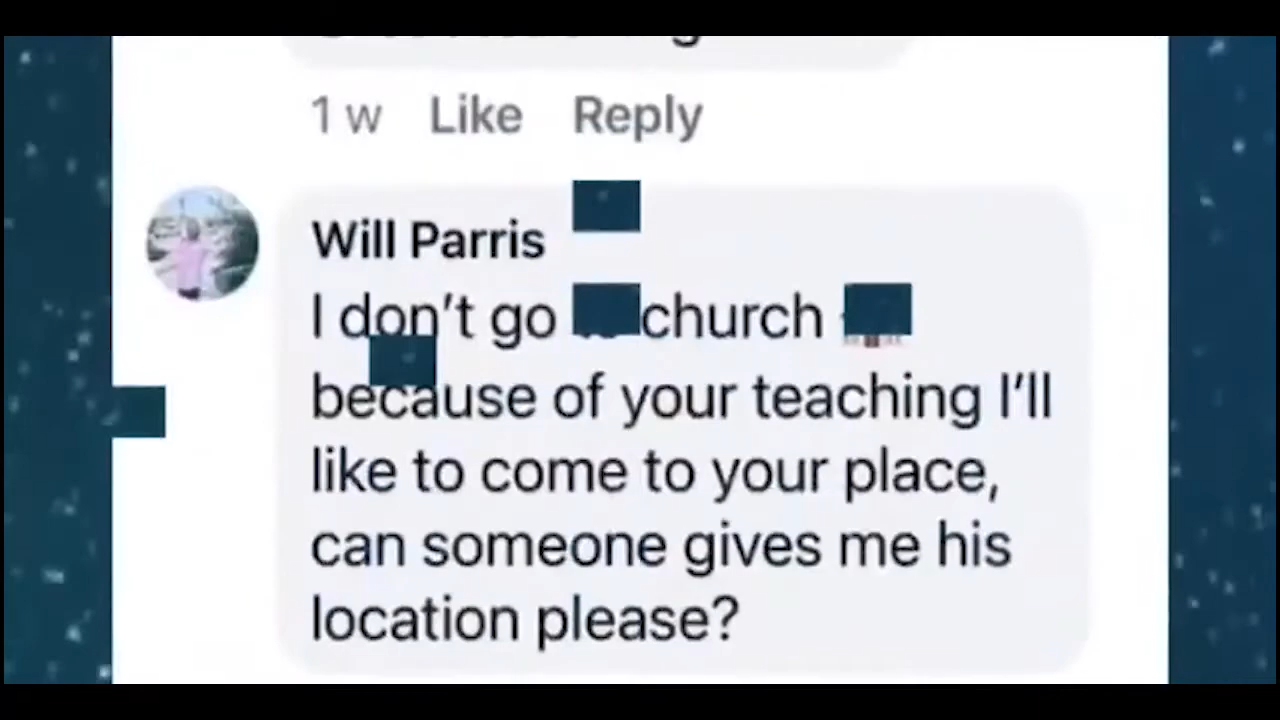 1 w Like Reply
Will Parris
I don't go church
because of your teaching I'll
like to come to your place,
can someone gives me his
location please?